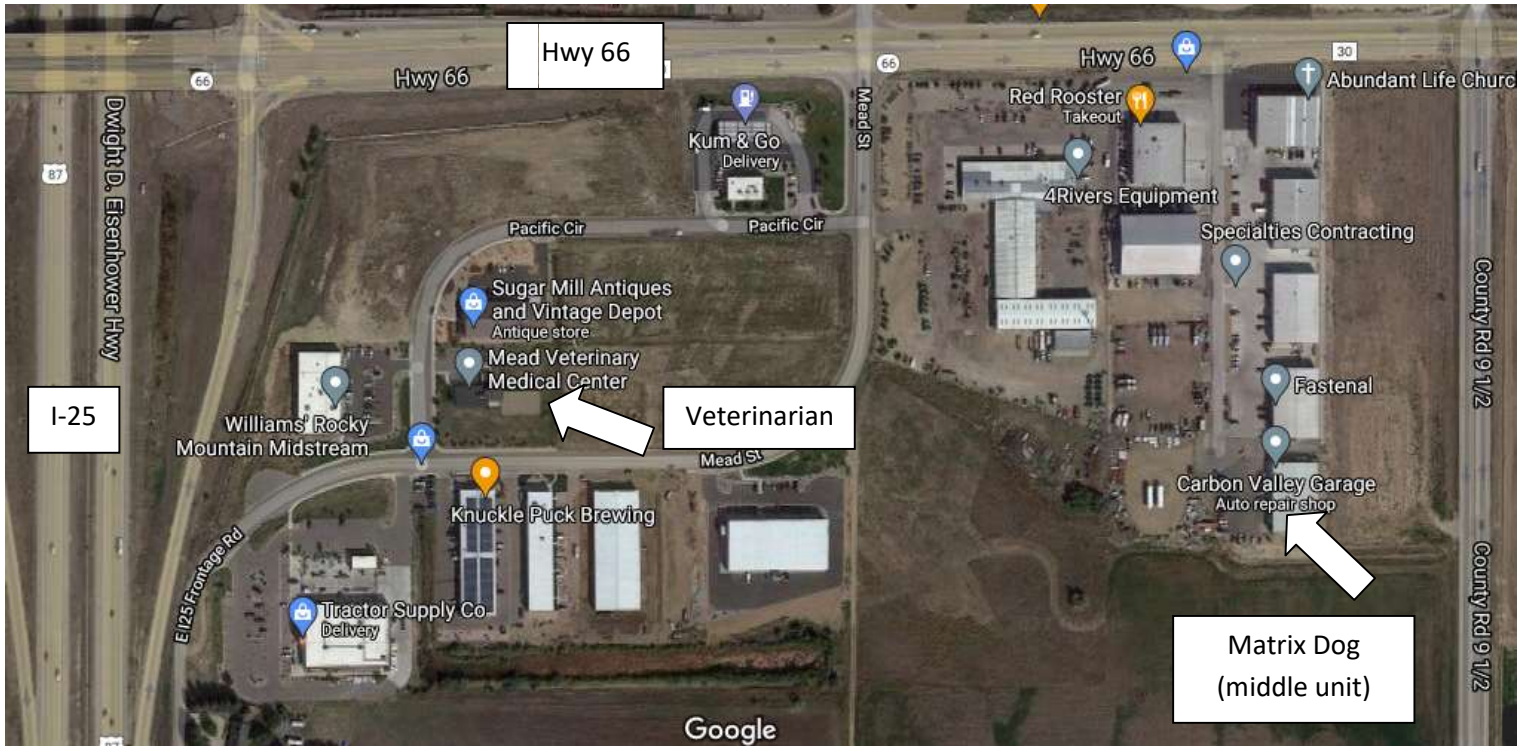 Hwy 66
66
Hwy 66
66
Hwy 66
30
Abundant Life Churc
Red Rooster
Takeout
Kum & Go
Delivery
Mead St
87
Dwight D. Eisenhower Hwy
4Rivers Equipment
Pacific Cir
Pacific Cir
Specialties Contracting
County Rd 9 1/2
Sugar Mill Antiques
and Vintage Depot
Antique store
Mead Veterinary
Medical Center
Fastenal
I-25
Williams' Rocky
Mountain Midstream
Veterinarian
Mead St
Carbon Valley Garage
Auto repair shop
Knuckle Puck Brewing
E I25 Frontage Rd
County Rd 9 1/2
Tractor Supply Co
Delivery
Matrix Dog
(middle unit)
Google
87